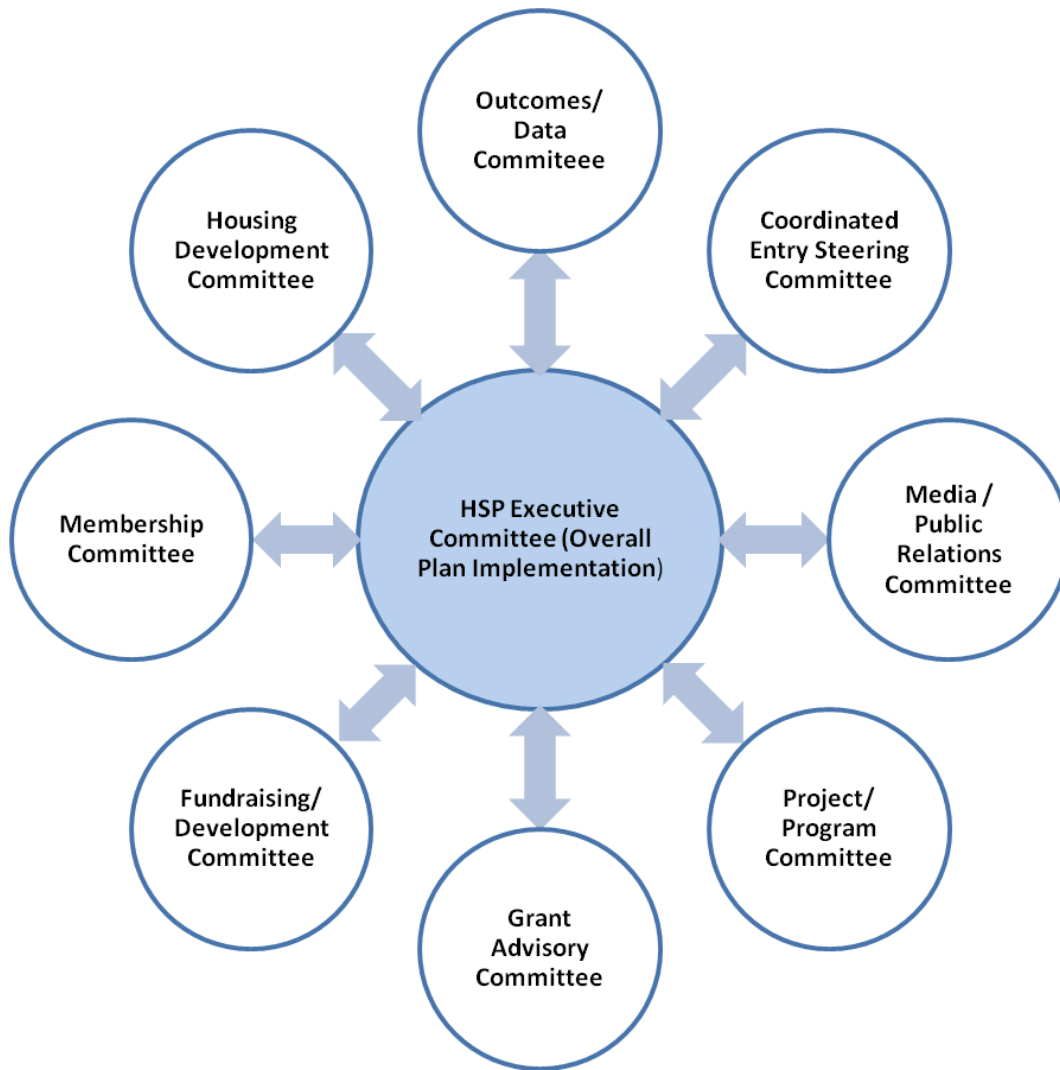 Outcomes/
Data
Commiteee
Housing
Development
Committee
Coordinated
Entry Steering
Committee
Membership
Committee
HSP Executive
Committee (Overall
Plan Implementation)
Media /
Public
Relations
Committee
Fundraising/
Development
Committee
Project/
Program
Committee
Grant
Advisory
Committee